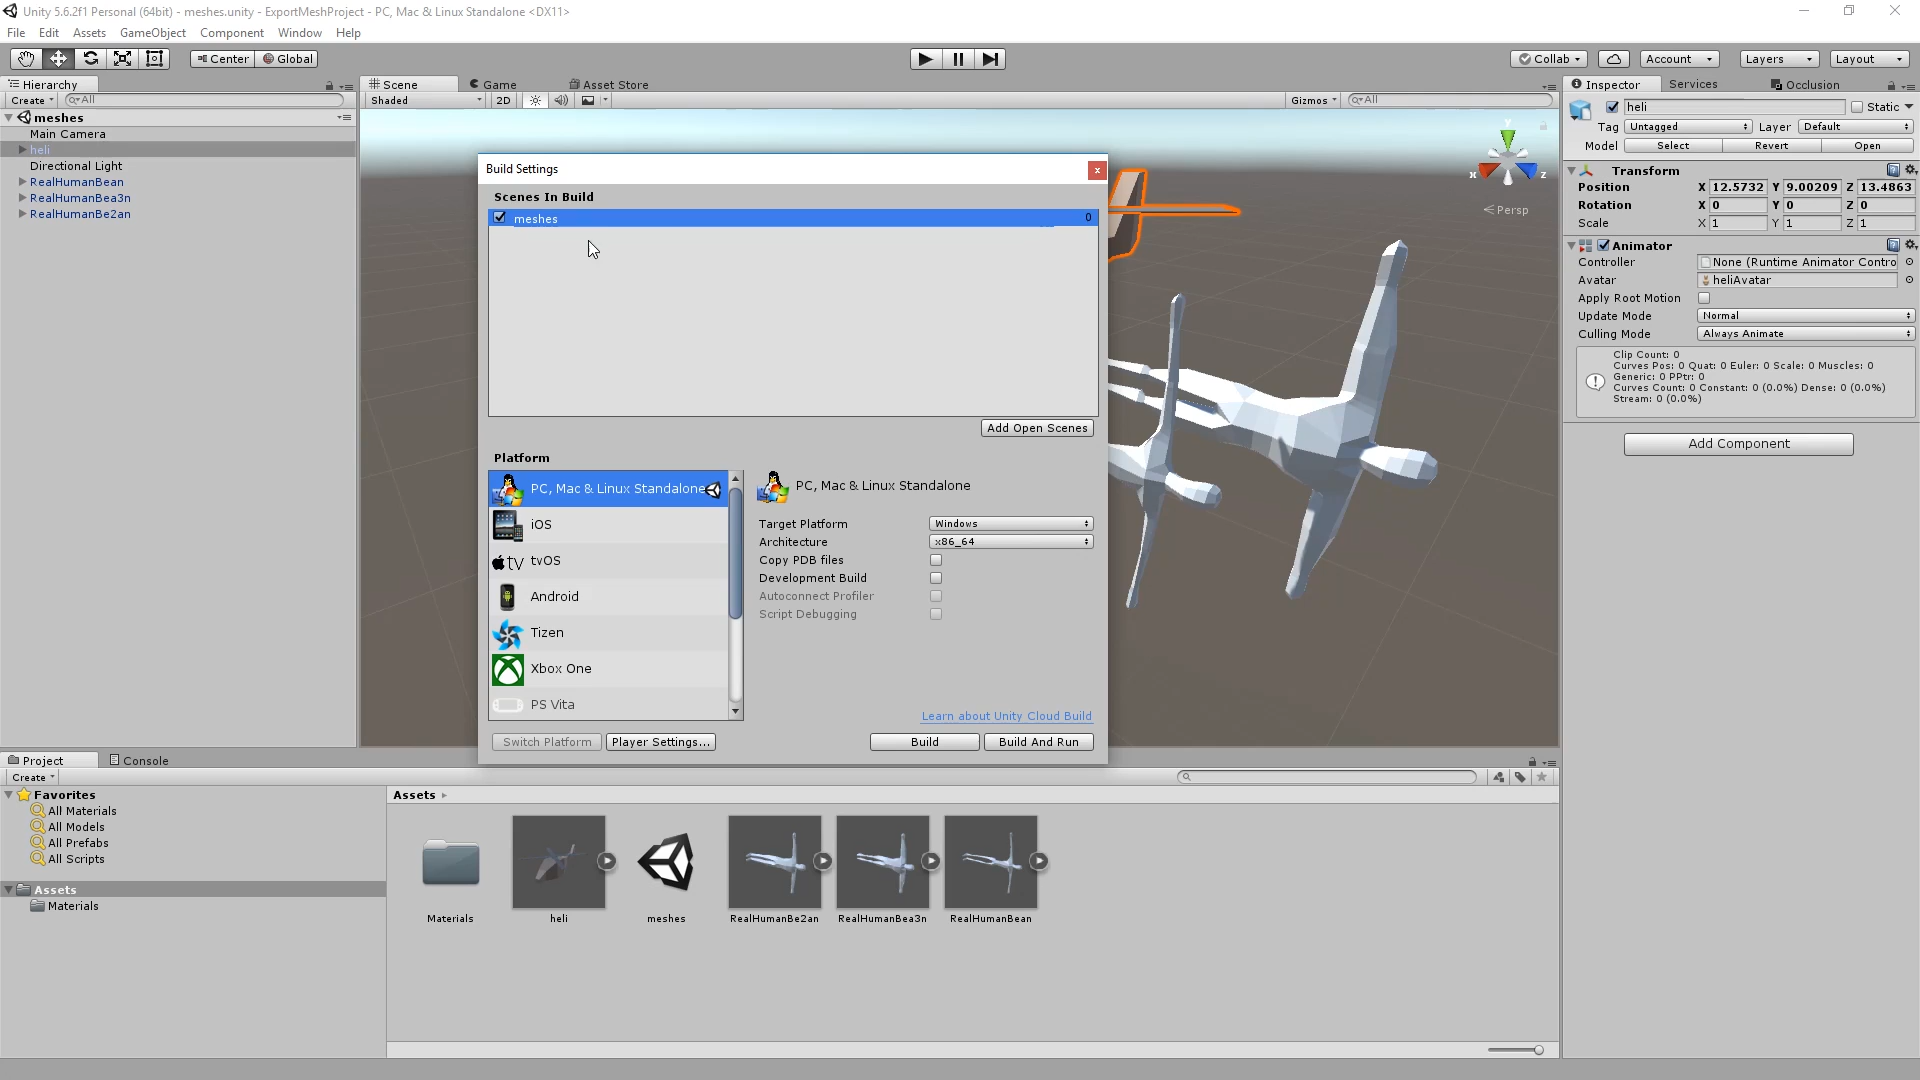 Unity 5.6.2f1 Personal (64bit) - meshes.unity - ExportMeshProject - PC, Mac & Linux Standalone <DX11>
File Edit Assets GameObject Component Window Help
Center Global
Collab Account Layers Layout
Hierarchy
Create All
meshes
Main Camera
heli
Directional Light
RealHumanBean
RealHumanBea3n
RealHumanBe2an
Scene Game Asset Store
Shaded 2D Gizmos All
y
x z
Persp
Build Settings
x
Scenes In Build
meshes 0
Add Open Scenes
Platform
PC, Mac & Linux Standalone
iOS
tv tvOS
Android
Tizen
Xbox One
PS Vita
PC, Mac & Linux Standalone
Target Platform Windows
Architecture x86_64
Copy PDB files
Development Build
Autoconnect Profiler
Script Debugging
Learn about Unity Cloud Build
Switch Platform Player Settings... Build Build And Run
Inspector Services Occlusion
heli Static
Tag Untagged Layer Default
Model Select Revert Open
Transform
Position X 12.5732 Y 9.00209 Z 13.4863
Rotation X 0 Y 0 Z 0
Scale X 1 Y 1 Z 1
Animator
Controller None (Runtime Animator Contro
Avatar heliAvatar
Apply Root Motion
Update Mode Normal
Culling Mode Always Animate
Clip Count: 0
Curves Pos: 0 Quat: 0 Euler: 0 Scale: 0 Muscles: 0
Generic: 0 PPtr: 0
Curves Count: 0 Constant: 0 (0.0%) Dense: 0 (0.0%)
Stream: 0 (0.0%)
Add Component
Project Console
Create
Favorites
All Materials
All Models
All Prefabs
All Scripts
Assets
Materials
Assets
Materials heli meshes RealHumanBe2an RealHumanBea3n RealHumanBean